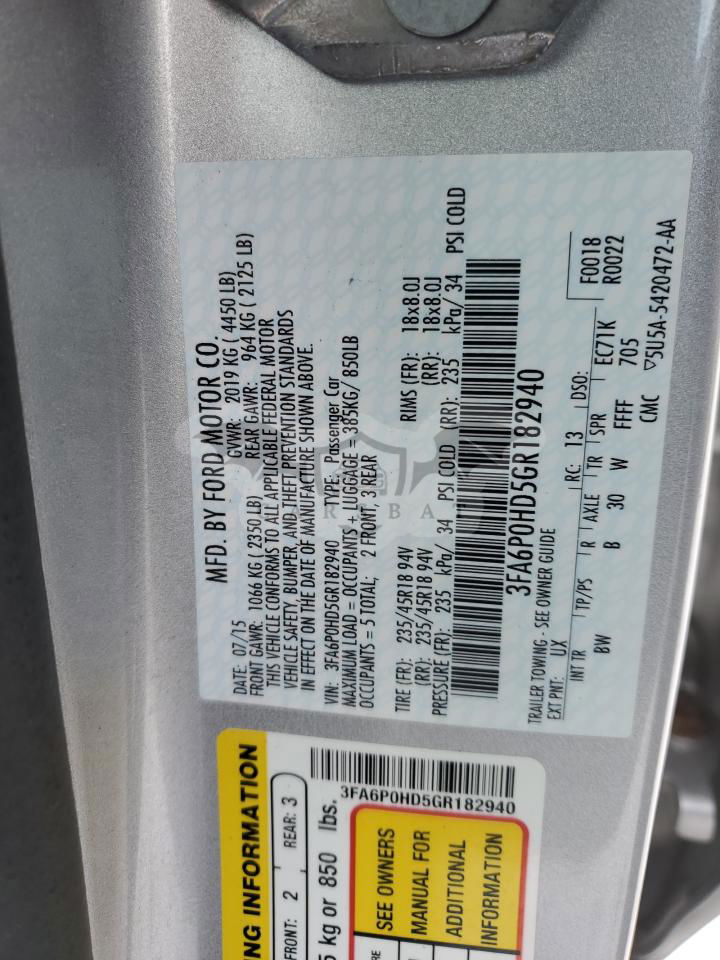 MFD. BY FORD MOTOR CO.
DATE: 07/15 GVWR: 2019 KG ( 4450 LB)
FRONT GAWR: 1066 KG ( 2350 LB) REAR GAWR: 964 KG ( 2125 LB)
THIS VEHICLE CONFORMS TO ALL APPLICABLE FEDERAL MOTOR
VEHICLE SAFETY, BUMPER, AND THEFT PREVENTION STANDARDS
IN EFFECT ON THE DATE OF MANUFACTURE SHOWN ABOVE.
VIN: 3FA6P0HD5GR182940 TYPE: Passenger Car
MAXIMUM LOAD = OCCUPANTS + LUGGAGE = 385KG/ 850LB
OCCUPANTS = 5 TOTAL; 2 FRONT, 3 REAR
TIRE (FR): 235/45R18 94V RIMS (FR): 18x8.0J
(RR): 235/45R18 94V (RR): 18x8.0J
PRESSURE (FR): 235 kPa/ 34 PSI COLD (RR): 235 kPa/ 34 PSI COLD
3FA6P0HD5GR182940
TRAILER TOWING - SEE OWNER GUIDE
EXT PNT: UX RC: 13 DSO: F0018
R0022
INT TR TP/PS R AXLE TR SPR EC71K
BW B 30 W FFFF 705
CMC ▽5U5A-5420472-AA
ING INFORMATION
FRONT: 2 REAR: 3
5 kg or 850 lbs.
3FA6P0HD5GR182940
SEE OWNERS
MANUAL FOR
ADDITIONAL
INFORMATION